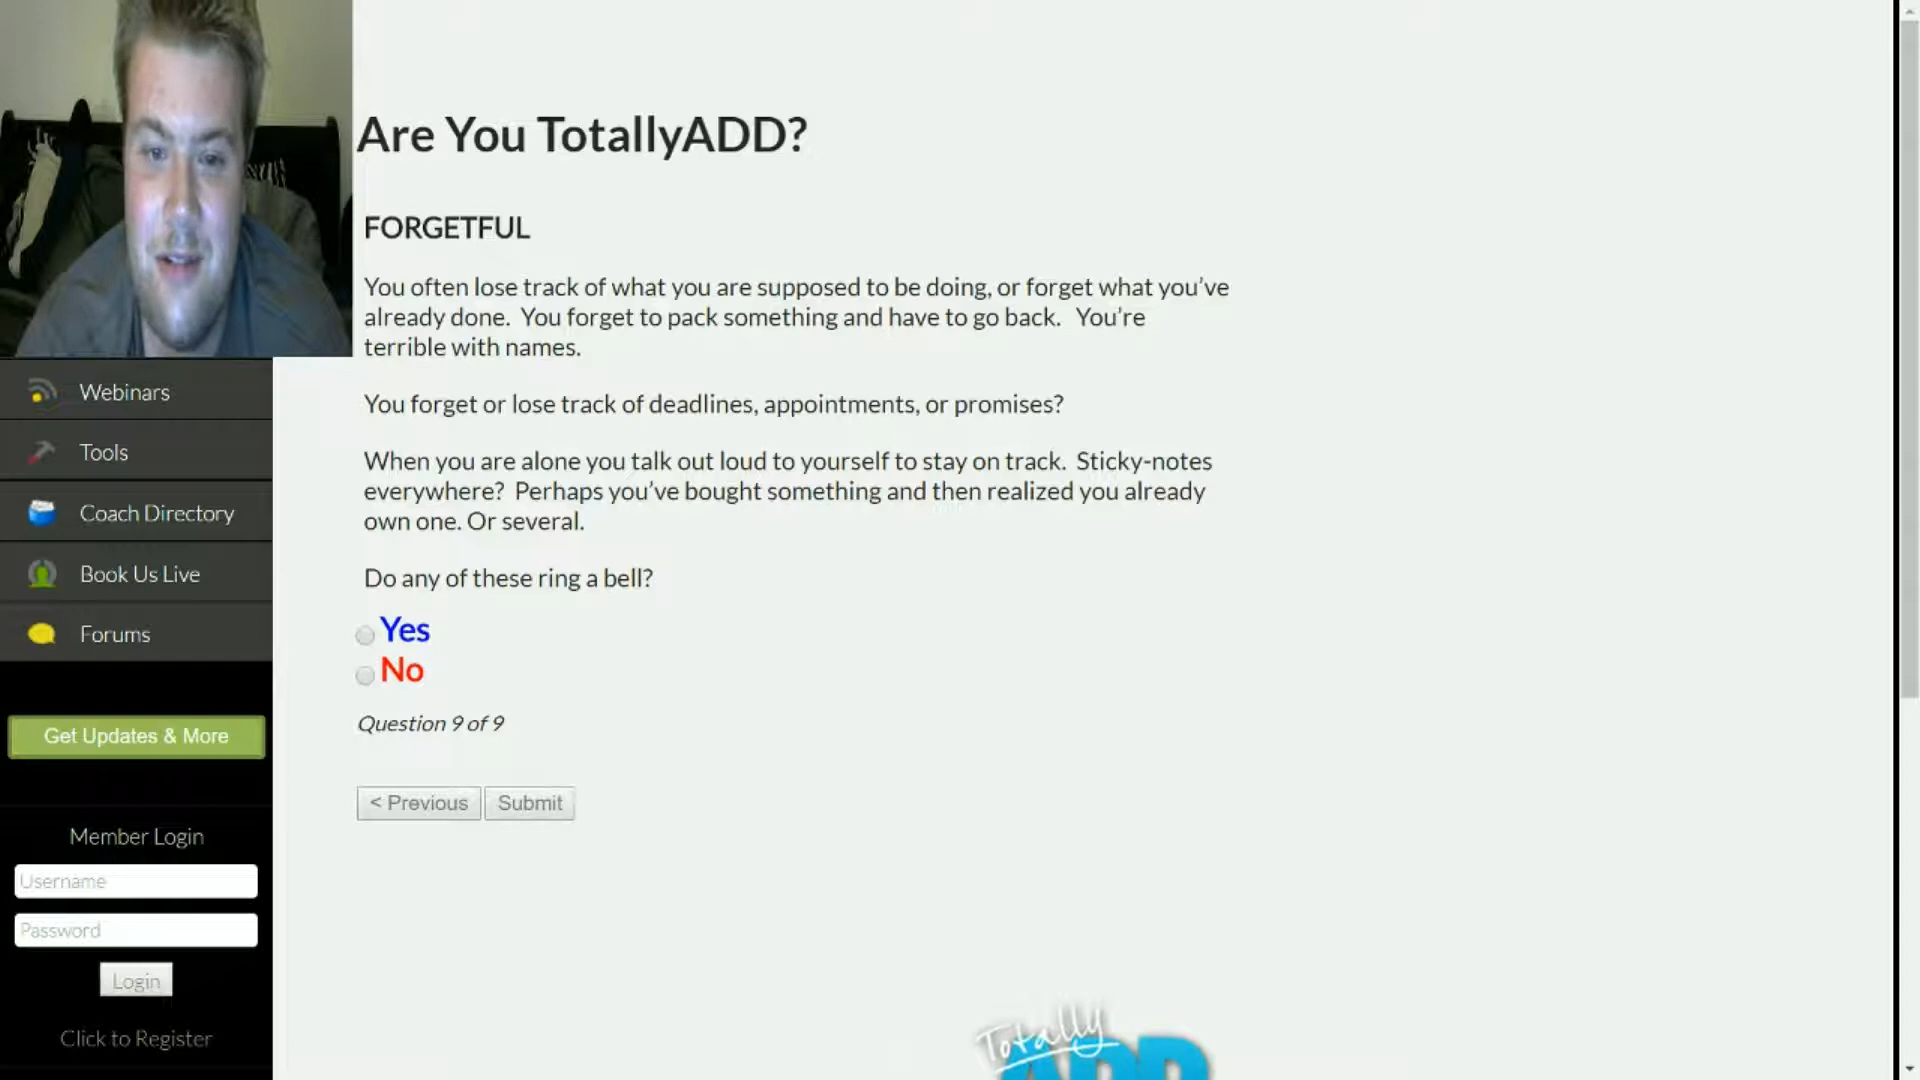 Are You TotallyADD?
FORGETFUL
You often lose track of what you are supposed to be doing, or forget what you've
already done. You forget to pack something and have to go back. You're
terrible with names.
You forget or lose track of deadlines, appointments, or promises?
When you are alone you talk out loud to yourself to stay on track. Sticky-notes
everywhere? Perhaps you've bought something and then realized you already
own one. Or several.
Do any of these ring a bell?
Yes
No
Question 9 of 9
< Previous Submit
Webinars
Tools
Coach Directory
Book Us Live
Forums
Get Updates & More
Member Login
Username
Password
Login
Click to Register
Totally
ADD